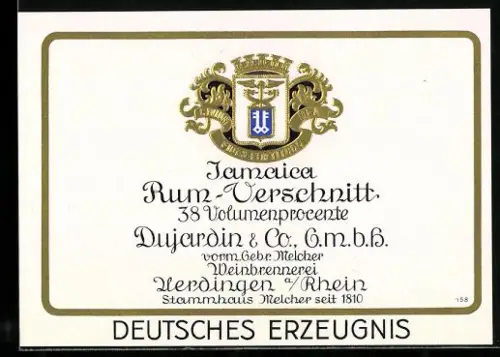 Jamaica
Rum-Verschnitt
38 Volumenprocente
Dujardin & Co., G.m.b.H.
vorm. Gebr. Melcher
Weinbrennerei
Uerdingen a/Rhein
Stammhaus Melcher seit 1810
158
DEUTSCHES ERZEUGNIS